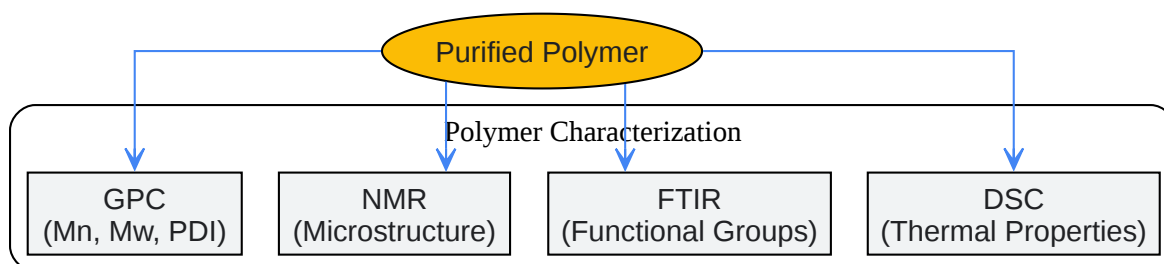 Purified Polymer
Polymer Characterization
GPC
(Mn, Mw, PDI)
NMR
(Microstructure)
FTIR
(Functional Groups)
DSC
(Thermal Properties)